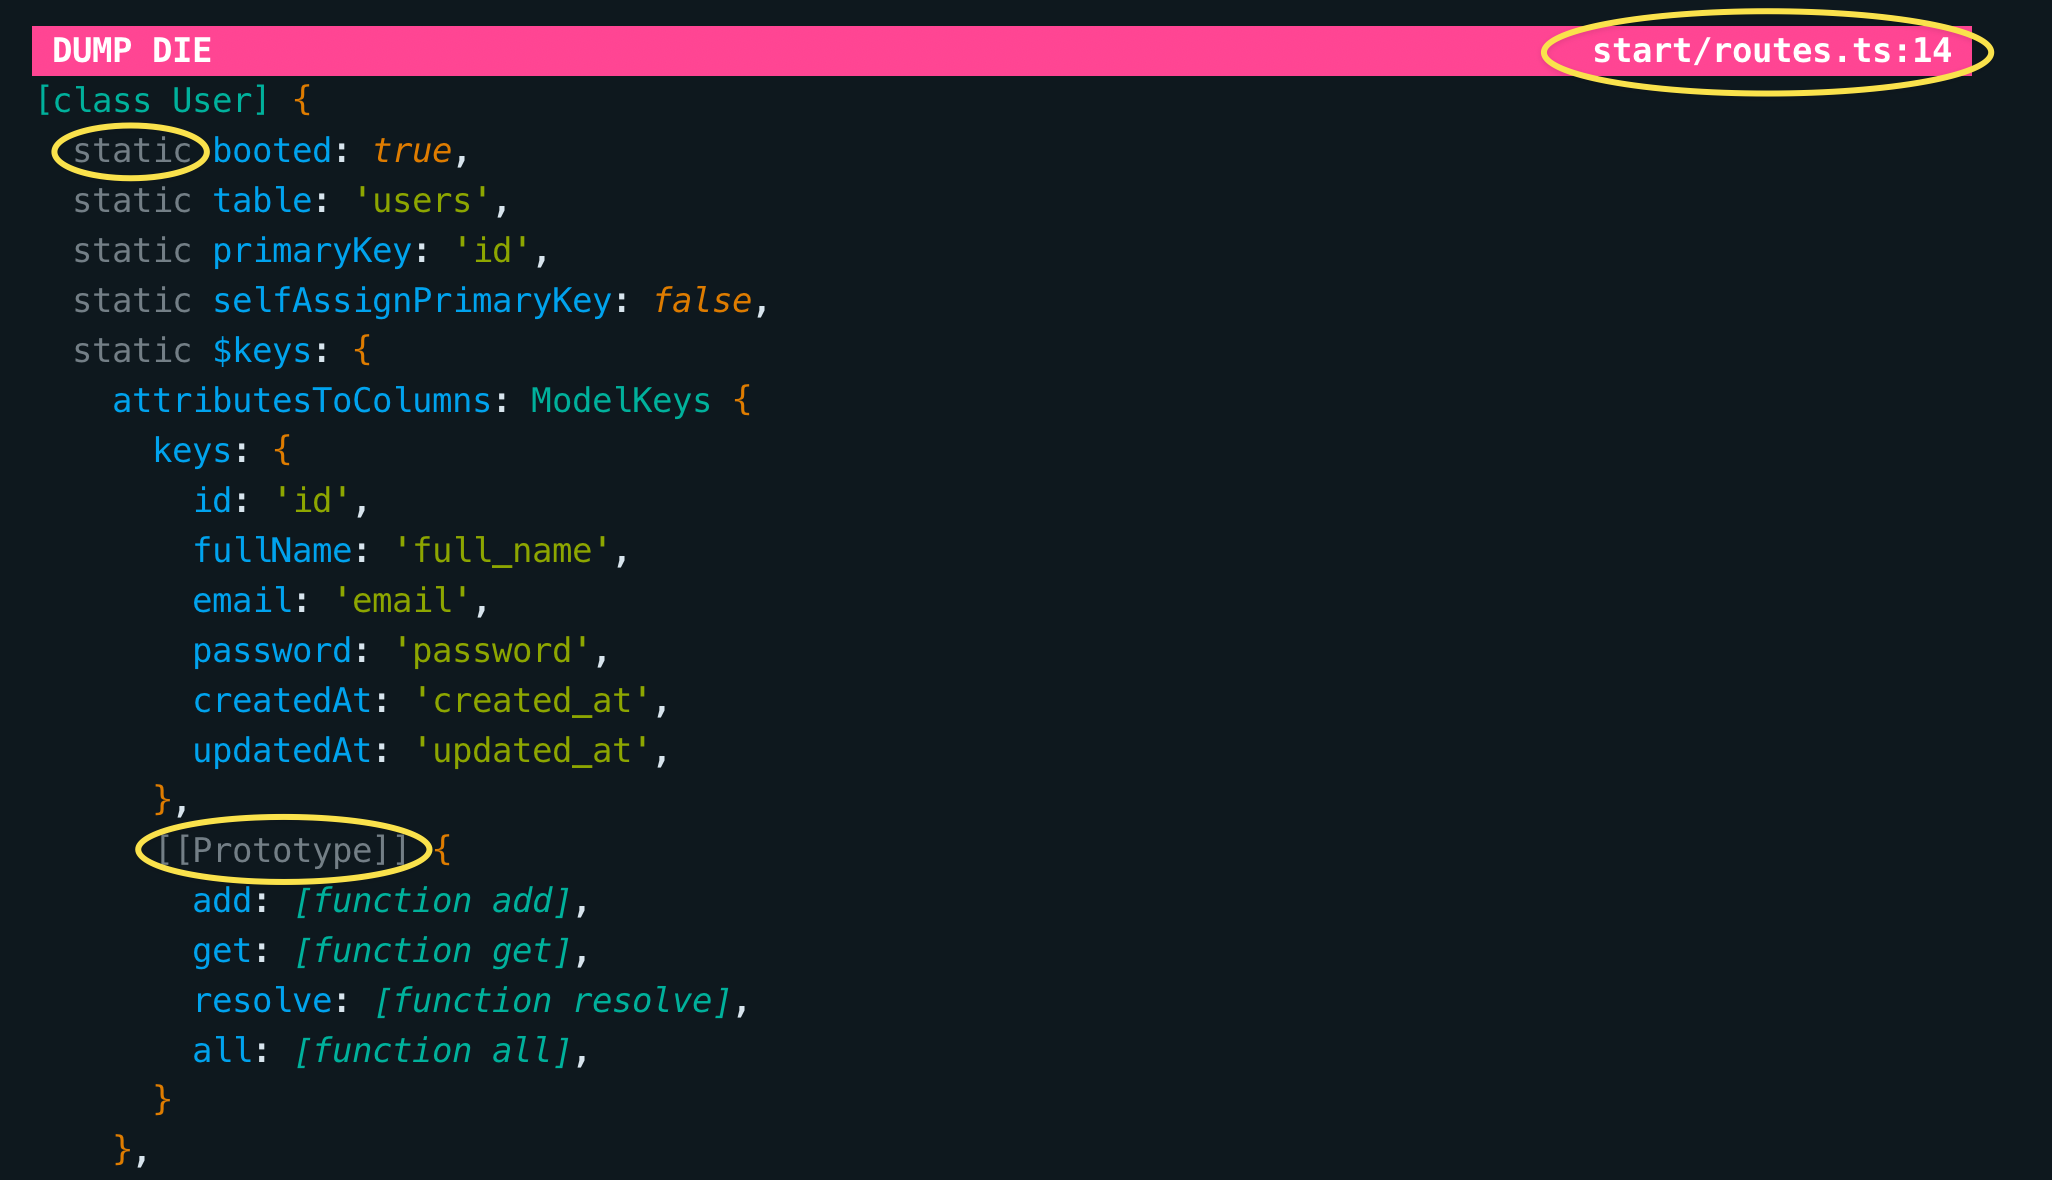 DUMP DIE start/routes.ts:14
[class User] {
static booted: true,
static table: 'users',
static primaryKey: 'id',
static selfAssignPrimaryKey: false,
static $keys: {
attributesToColumns: ModelKeys {
keys: {
id: 'id',
fullName: 'full_name',
email: 'email',
password: 'password',
createdAt: 'created_at',
updatedAt: 'updated_at',
},
[[Prototype]] {
add: [function add],
get: [function get],
resolve: [function resolve],
all: [function all],
}
},